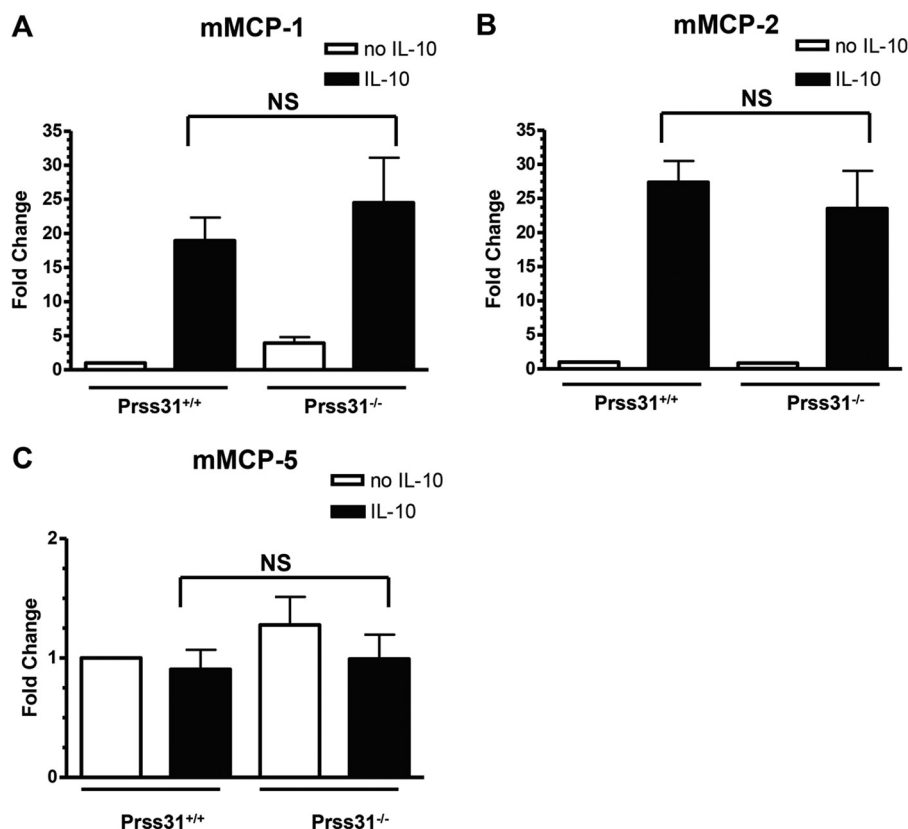 A
mMCP-1
no IL-10
IL-10
NS
Fold Change
35
30
25
20
15
10
5
0
Prss31+/+
Prss31-/-
B
mMCP-2
no IL-10
IL-10
NS
Fold Change
35
30
25
20
15
10
5
0
Prss31+/+
Prss31-/-
C
mMCP-5
no IL-10
IL-10
NS
Fold Change
2
1
0
Prss31+/+
Prss31-/-